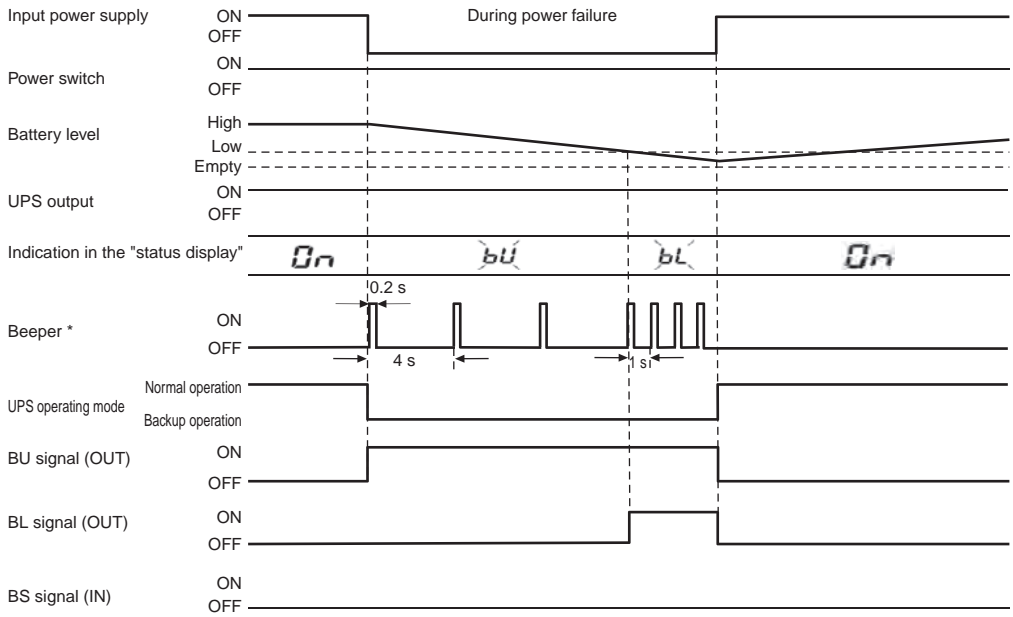 Input power supply ON During power failure
OFF
ON
Power switch
OFF
High
Battery level
Low
Empty
ON
UPS output
OFF
Indication in the "status display" On bU bL On
0.2 s
ON
Beeper *
OFF
4 s 1 s
Normal operation
UPS operating mode
Backup operation
ON
BU signal (OUT)
OFF
ON
BL signal (OUT)
OFF
ON
BS signal (IN)
OFF